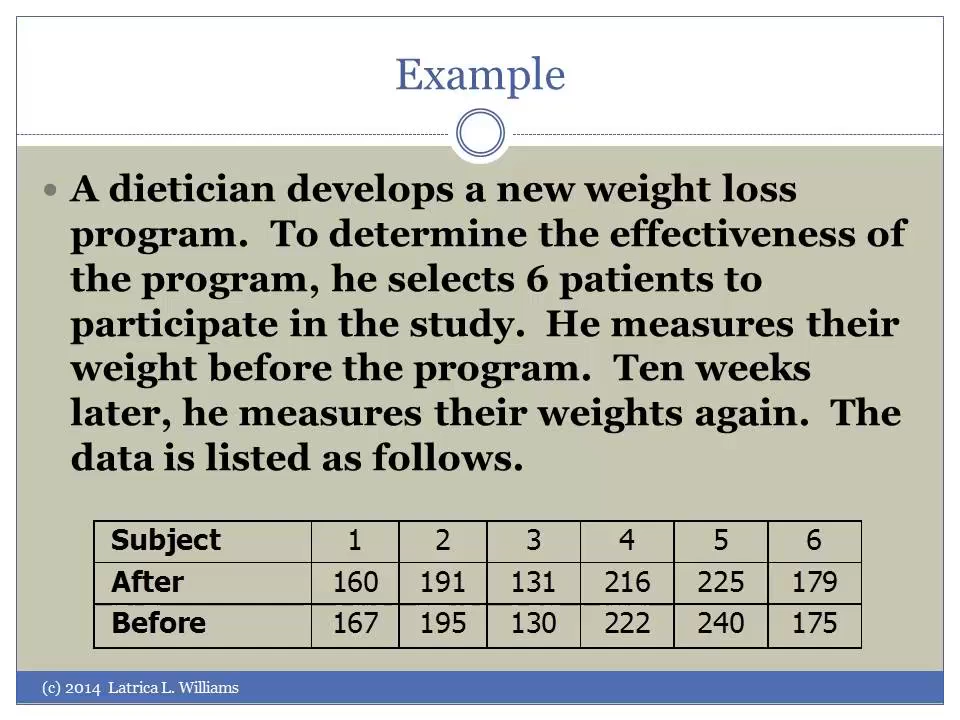 Example
• A dietician develops a new weight loss
program.  To determine the effectiveness of
the program, he selects 6 patients to
participate in the study.  He measures their
weight before the program.  Ten weeks
later, he measures their weights again.  The
data is listed as follows.
Subject 1 2 3 4 5 6
After 160 191 131 216 225 179
Before 167 195 130 222 240 175
(c) 2014 Latrica L. Williams